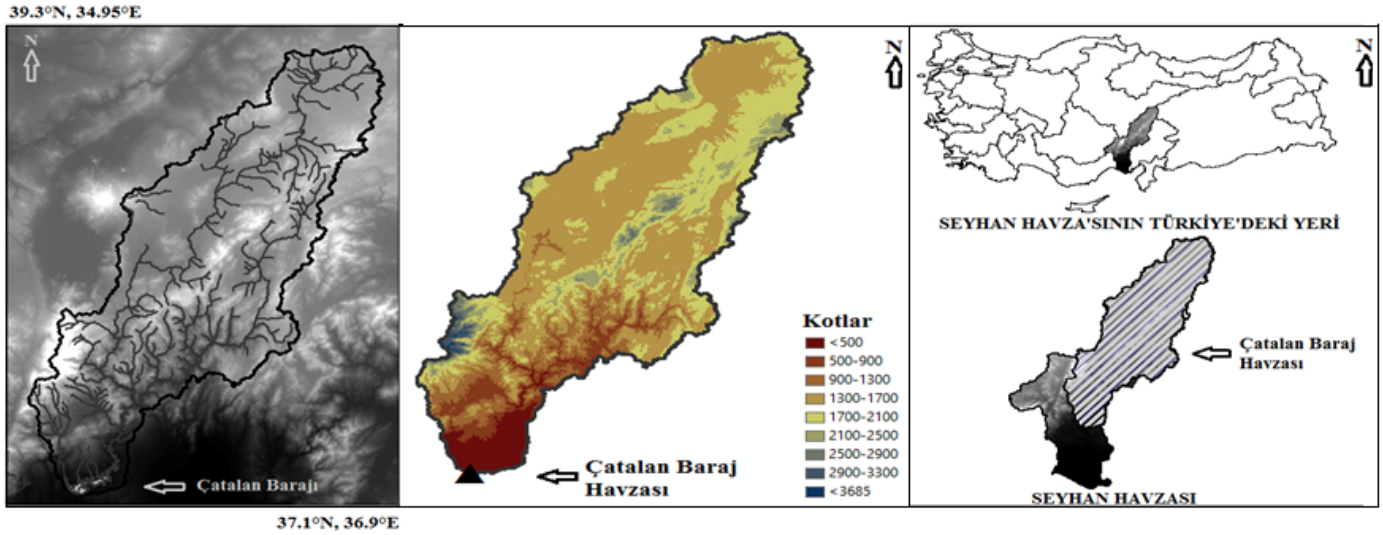 39.3°N, 34.95°E
N
Çatalan Barajı
37.1°N, 36.9°E
N
Kotlar
<500
500-900
900-1300
1300-1700
1700-2100
2100-2500
2500-2900
2900-3300
<3685
Çatalan Baraj
Havzası
N
SEYHAN HAVZA'SININ TÜRKİYE'DEKİ YERİ
Çatalan Baraj
Havzası
SEYHAN HAVZASI